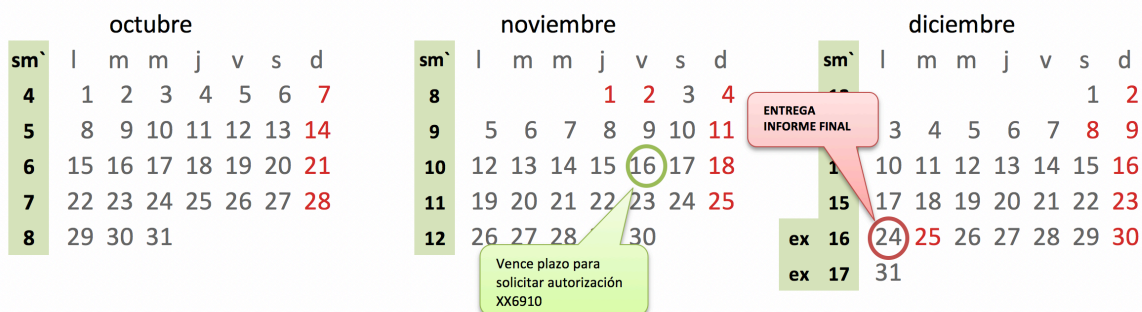 octubre
sm` l m m j v s d
4 1 2 3 4 5 6 7
5 8 9 10 11 12 13 14
6 15 16 17 18 19 20 21
7 22 23 24 25 26 27 28
8 29 30 31
noviembre
sm` l m m j v s d
8 1 2 3 4
9 5 6 7 8 9 10 11
10 12 13 14 15 16 17 18
11 19 20 21 22 23 24 25
12 26 27 28 30
Vence plazo para
solicitar autorización
XX6910
diciembre
sm` l m m j v s d
1 2
ENTREGA
INFORME FINAL
3 4 5 6 7 8 9
10 11 12 13 14 15 16
15 17 18 19 20 21 22 23
ex 16 24 25 26 27 28 29 30
ex 17 31